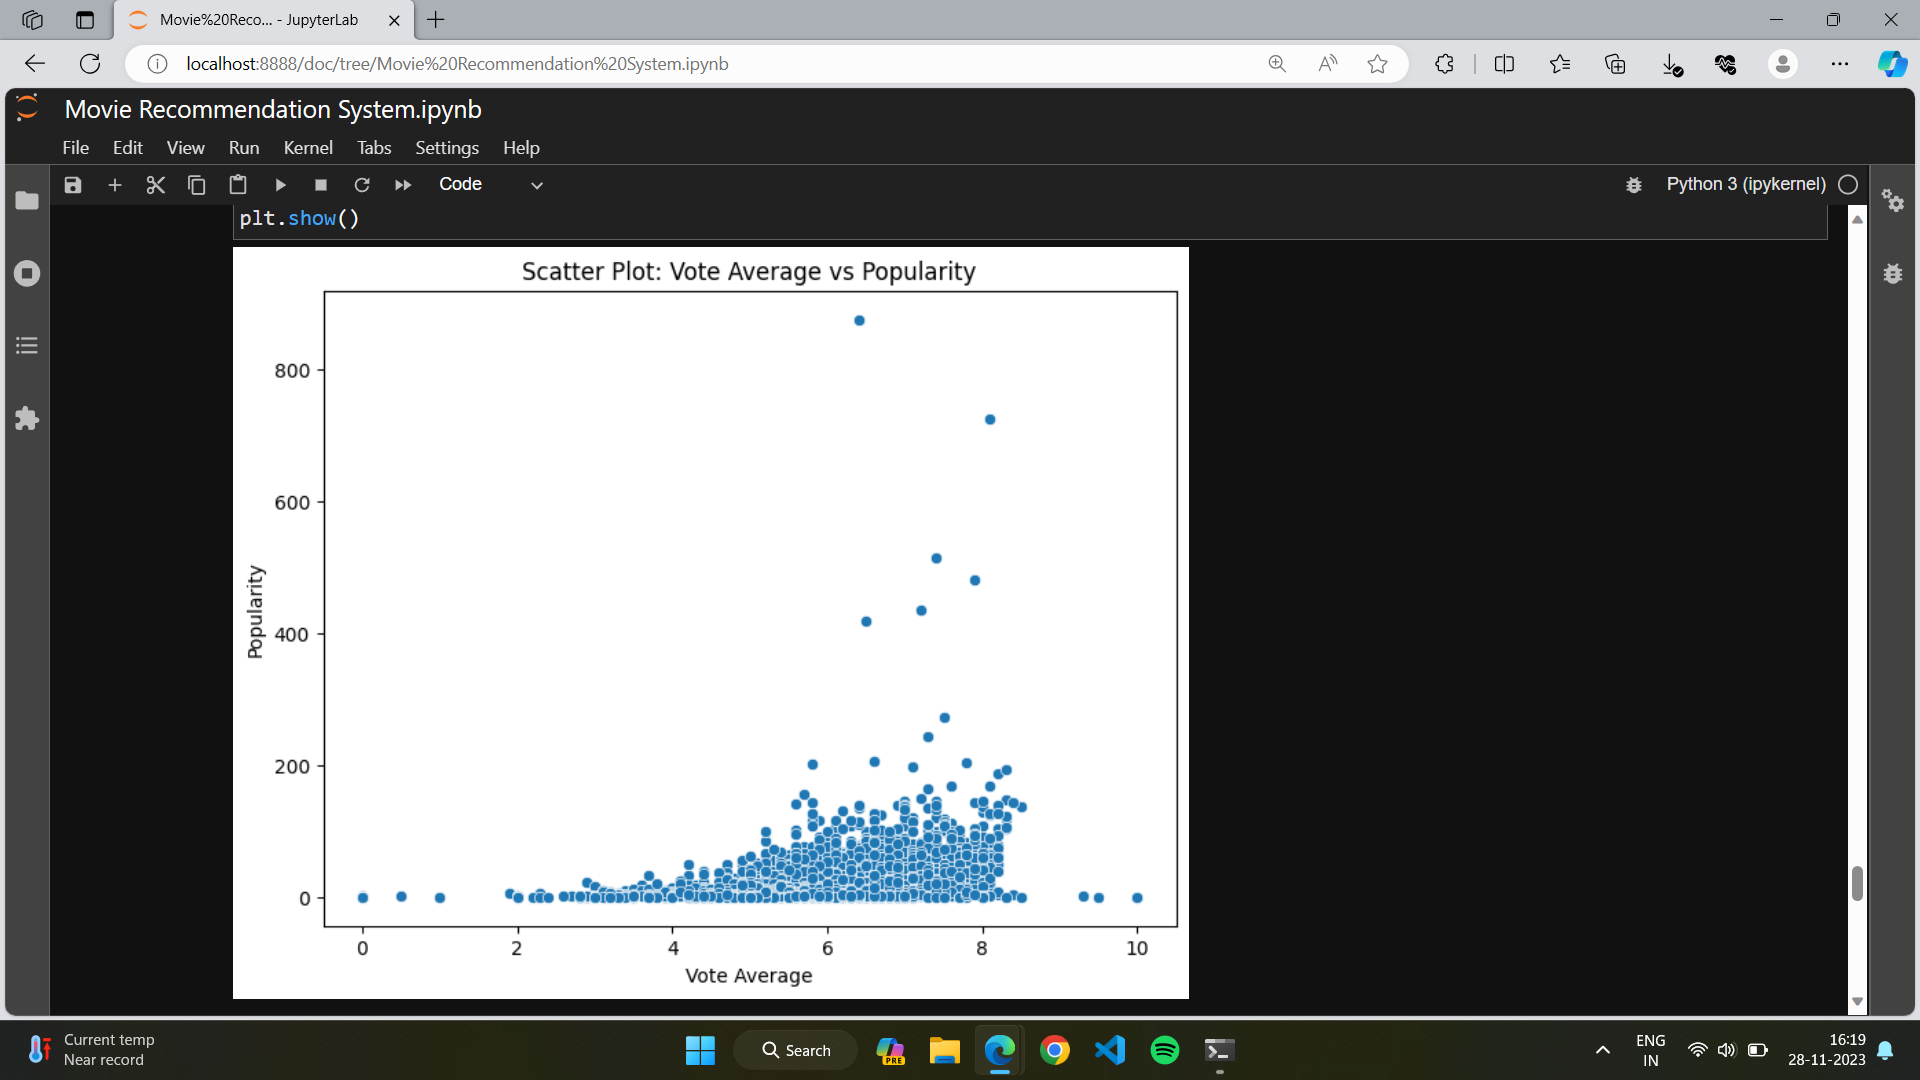 Movie%20Reco... - JupyterLab
localhost:8888/doc/tree/Movie%20Recommendation%20System.ipynb
Movie Recommendation System.ipynb
File Edit View Run Kernel Tabs Settings Help
Code
Python 3 (ipykernel)
plt.show()
Scatter Plot: Vote Average vs Popularity
800
600
400
200
0
Popularity
0 2 4 6 8 10
Vote Average
Current temp
Near record
Search
PRE
ENG
IN
16:19
28-11-2023